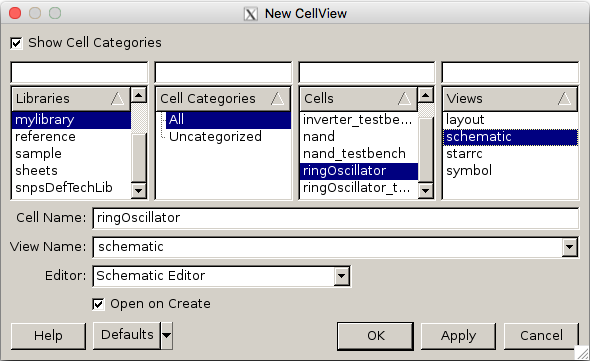 New CellView
Show Cell Categories
Libraries
Cell Categories
Cells
Views
mylibrary
reference
sample
sheets
snpsDefTechLib
All
Uncategorized
inverter_testbe...
nand
nand_testbench
ringOscillator
ringOscillator_t...
layout
schematic
starrc
symbol
Cell Name: ringOscillator
View Name: schematic
Editor: Schematic Editor
Open on Create
Help Defaults OK Apply Cancel